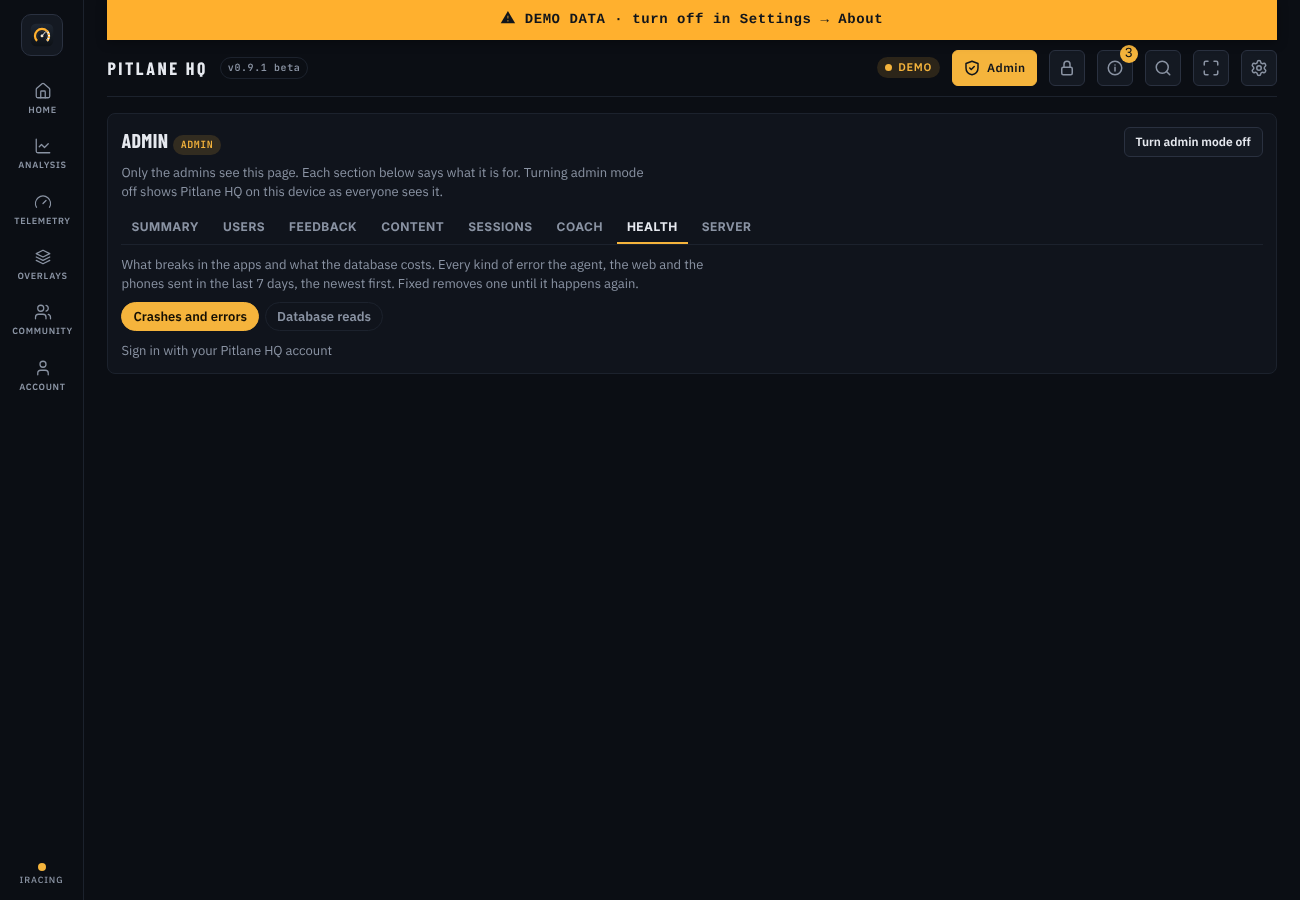 ⚠ DEMO DATA · turn off in Settings → About
PITLANE HQ v0.9.1 beta
DEMO
Admin
3
HOME
ANALYSIS
TELEMETRY
OVERLAYS
COMMUNITY
ACCOUNT
IRACING
ADMIN ADMIN
Turn admin mode off
Only the admins see this page. Each section below says what it is for. Turning admin mode
off shows Pitlane HQ on this device as everyone sees it.
SUMMARY USERS FEEDBACK CONTENT SESSIONS COACH HEALTH SERVER
What breaks in the apps and what the database costs. Every kind of error the agent, the web and the
phones sent in the last 7 days, the newest first. Fixed removes one until it happens again.
Crashes and errors Database reads
Sign in with your Pitlane HQ account